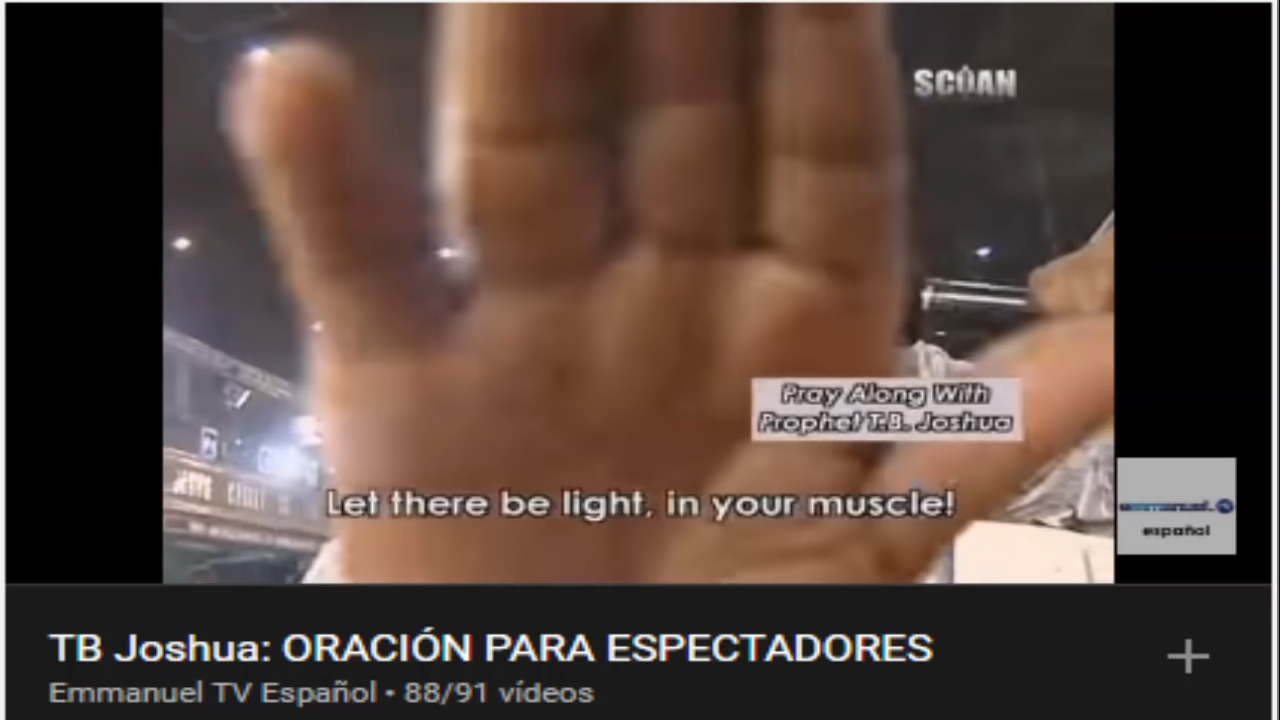 SCOAN
Pray Along With
Prophet T.B. Joshua
Let there be light, in your muscle!
español
TB Joshua: ORACIÓN PARA ESPECTADORES
Emmanuel TV Español • 88/91 vídeos